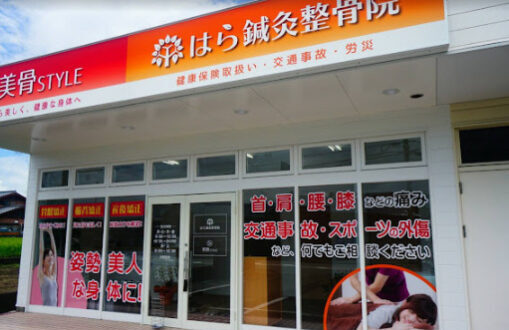 美骨STYLE
美しく、健康な身体へ
はら鍼灸整骨院
健康保険取扱い・交通事故・労災
骨盤矯正
猫背矯正
姿勢 美人
な身 体に!
首・肩・腰・膝などの痛み
交通事故・スポーツの外傷
など、何でもご相談ください